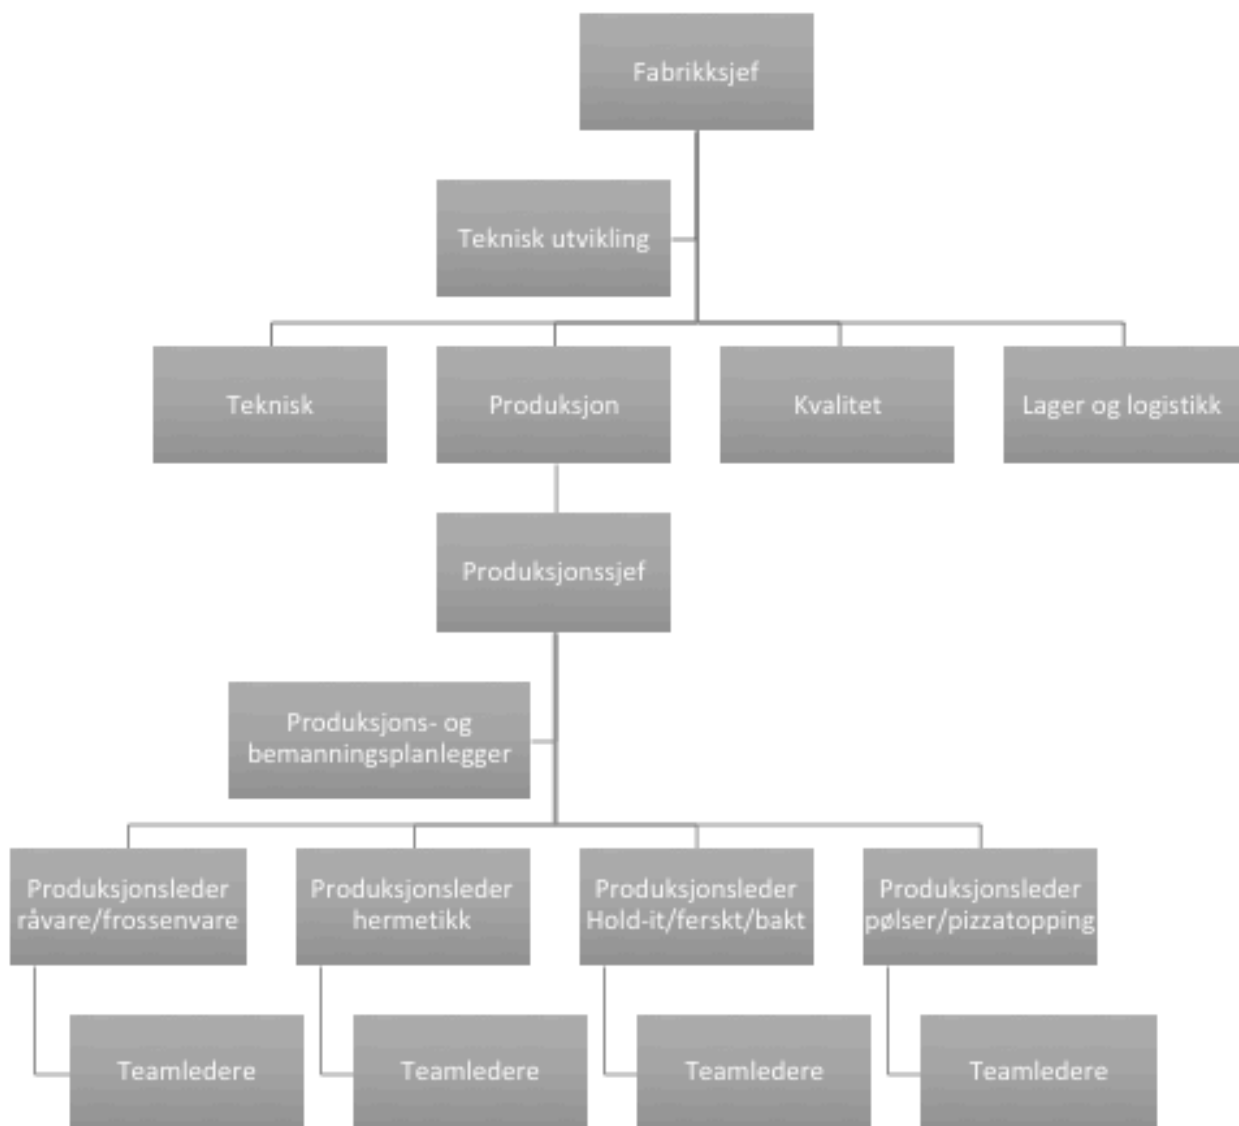 Fabrikksjef
Teknisk utvikling
Teknisk
Produksjon
Kvalitet
Lager og logistikk
Produksjonssjef
Produksjons- og
bemanningsplanlegger
Produksjonsleder
råvare/frossenvare
Produksjonsleder
hermetikk
Produksjonsleder
Hold-it/ferskt/bakt
Produksjonsleder
pølser/pizzatopping
Teamledere
Teamledere
Teamledere
Teamledere